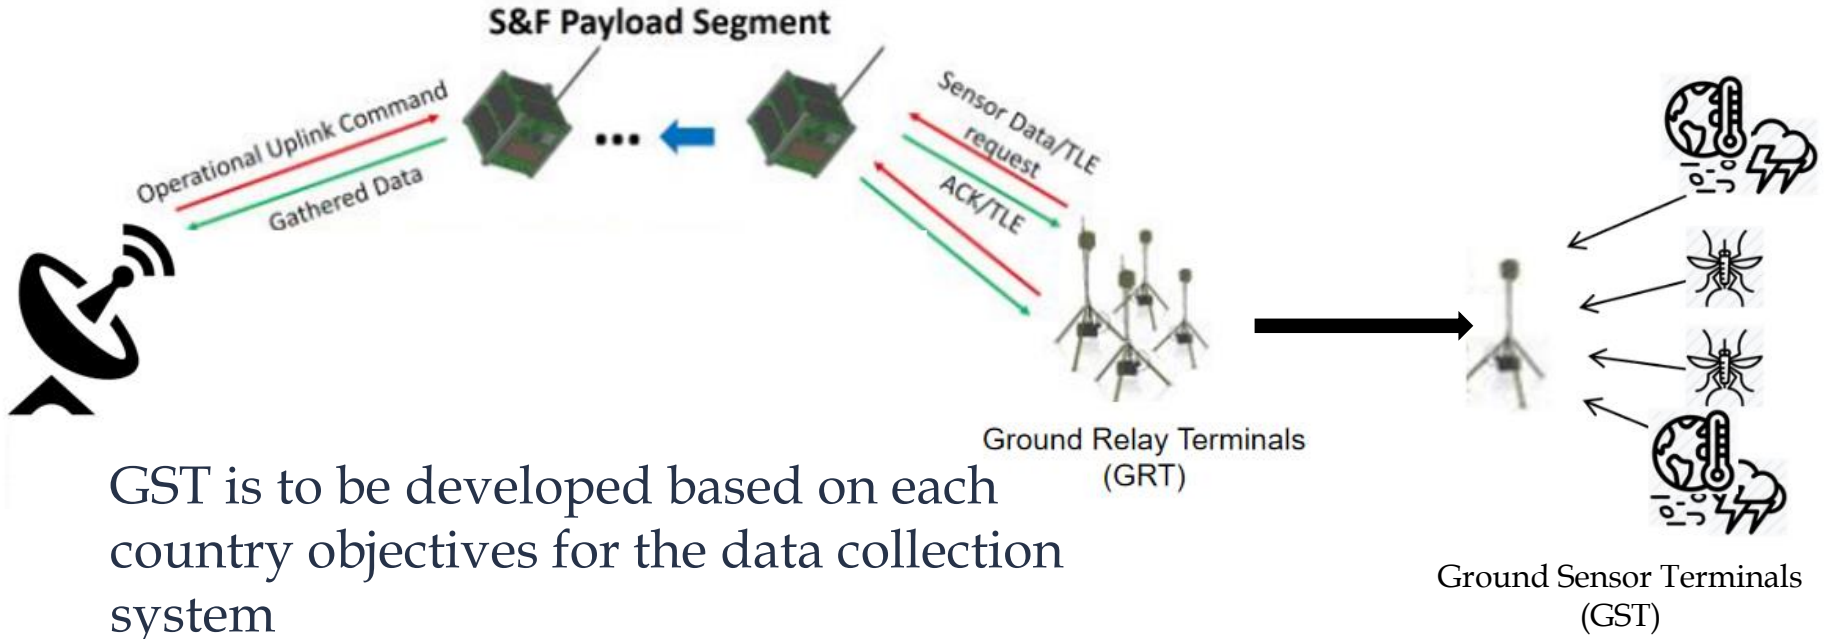 S&F Payload Segment
Operational Uplink Command
Gathered Data
Sensor Data/TLE
request
ACK/TLE
Ground Relay Terminals
(GRT)
GST is to be developed based on each
country objectives for the data collection
system
Ground Sensor Terminals
(GST)